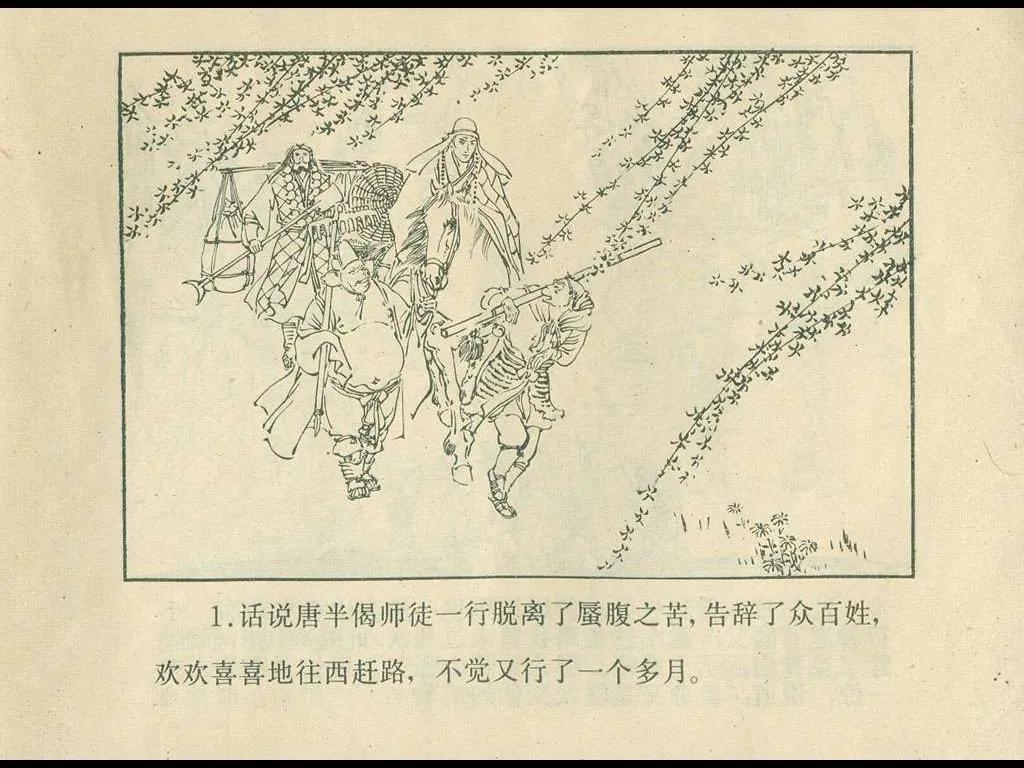 1.话说唐半偈师徒一行脱离了蜃腹之苦,告辞了众百姓,
欢欢喜喜地往西赶路, 不觉又行了一个多月。